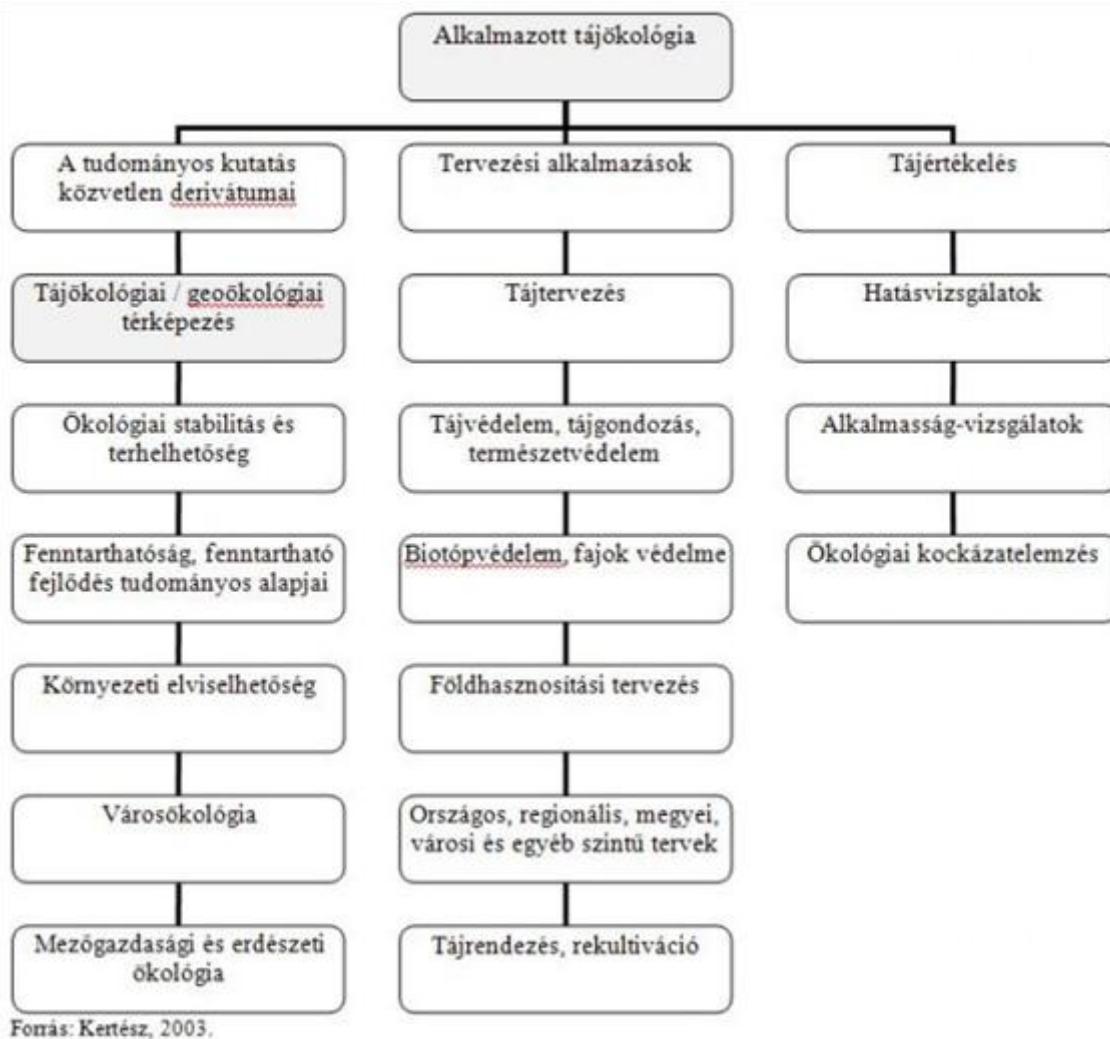 Alkalmazott tájökológia
A tudományos kutatás
közvetlen derivátumai
Tájökológiai / geoökológiai
térképezés
Ökológiai stabilitás és
terhelhetőség
Fenntarthatóság, fenntartható
fejlődés tudományos alapjai
Környezeti elviselhetőség
Városökológia
Mezőgazdasági és erdészeti
ökológia
Tervezési alkalmazások
Tájtervezés
Tájvédelem, tájgondozás,
természetvédelem
Biotópvédelem, fajok védelme
Földhasznosítási tervezés
Országos, regionális, megyei,
városi és egyéb szintű tervek
Tájrendezés, rekultiváció
Tájértékelés
Hatásvizsgálatok
Alkalmasság-vizsgálatok
Ökológiai kockázatelemzés
Forrás: Kertész, 2003.